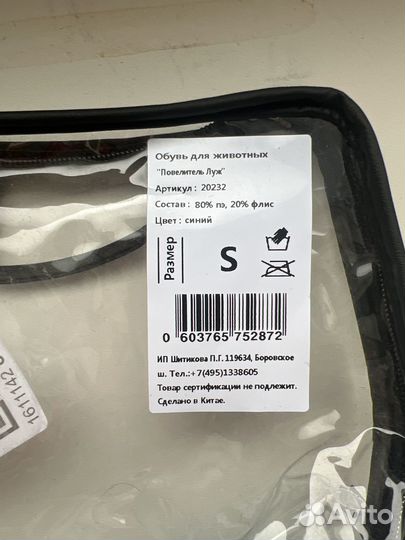 Обувь для животных
"Повелитель Луж"
Артикул : 20232
Состав : 80% пэ, 20% флис
Цвет : синий
Размер
S
0 603765 752872
ИП Шитикова П.Г. 119634, Боровское
ш. Тел.:+7(495)1338605
Товар сертификации не подлежит.
Сделано в Китае.
1611142
Avito